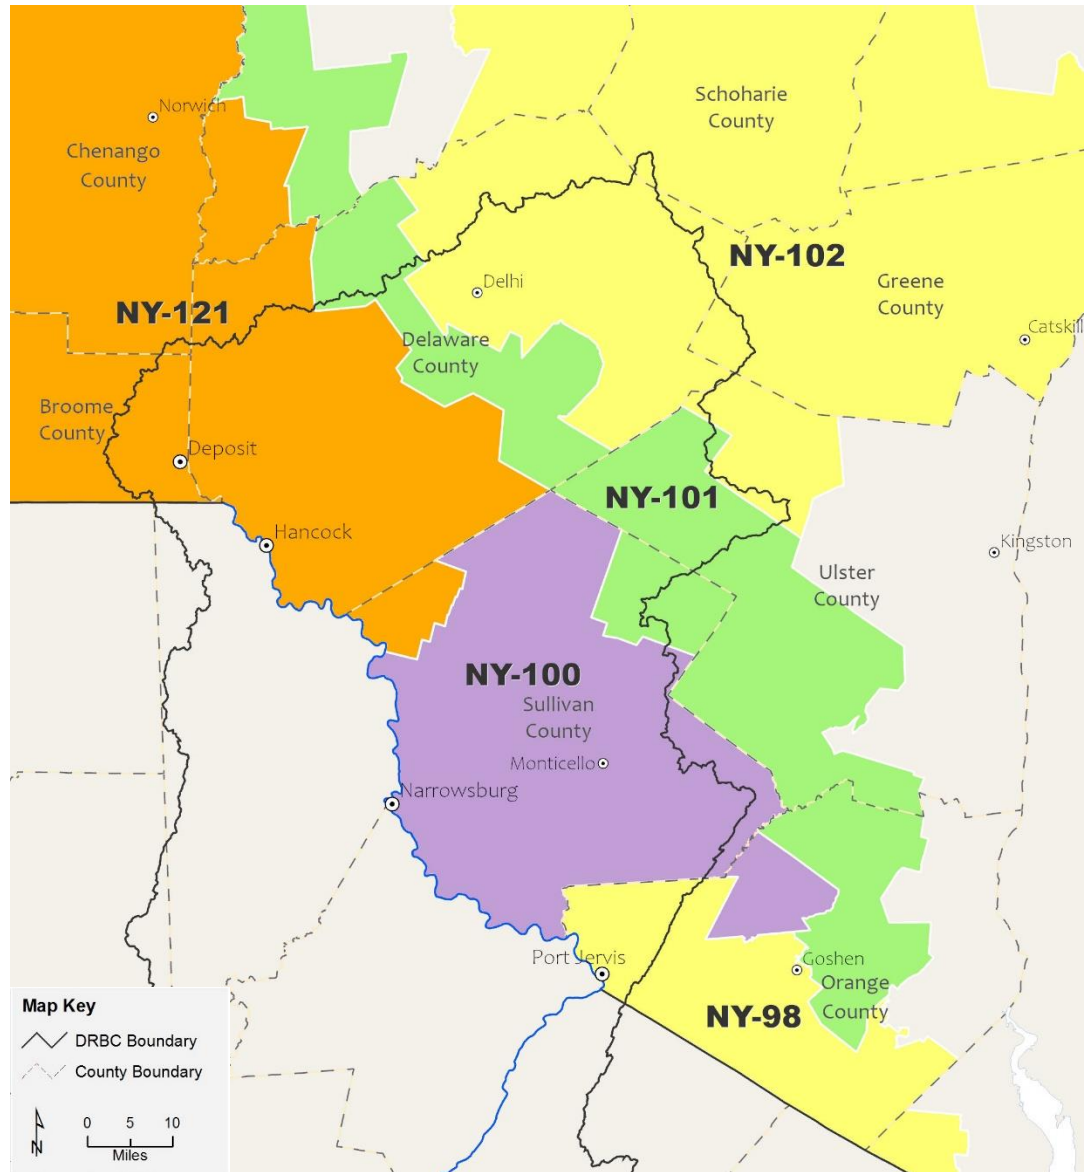 Schoharie
County
Norwich
Chenango
County
NY-102
Delhi
Greene
County
NY-121
Catskill
Delaware
County
Broome
County
Deposit
NY-101
Hancock
Kingston
Ulster
County
NY-100
Sullivan
County
Monticello
Narrowsburg
Port Jervis
Goshen
Orange
County
NY-98
Map Key
DRBC Boundary
County Boundary
N
0 5 10
Miles